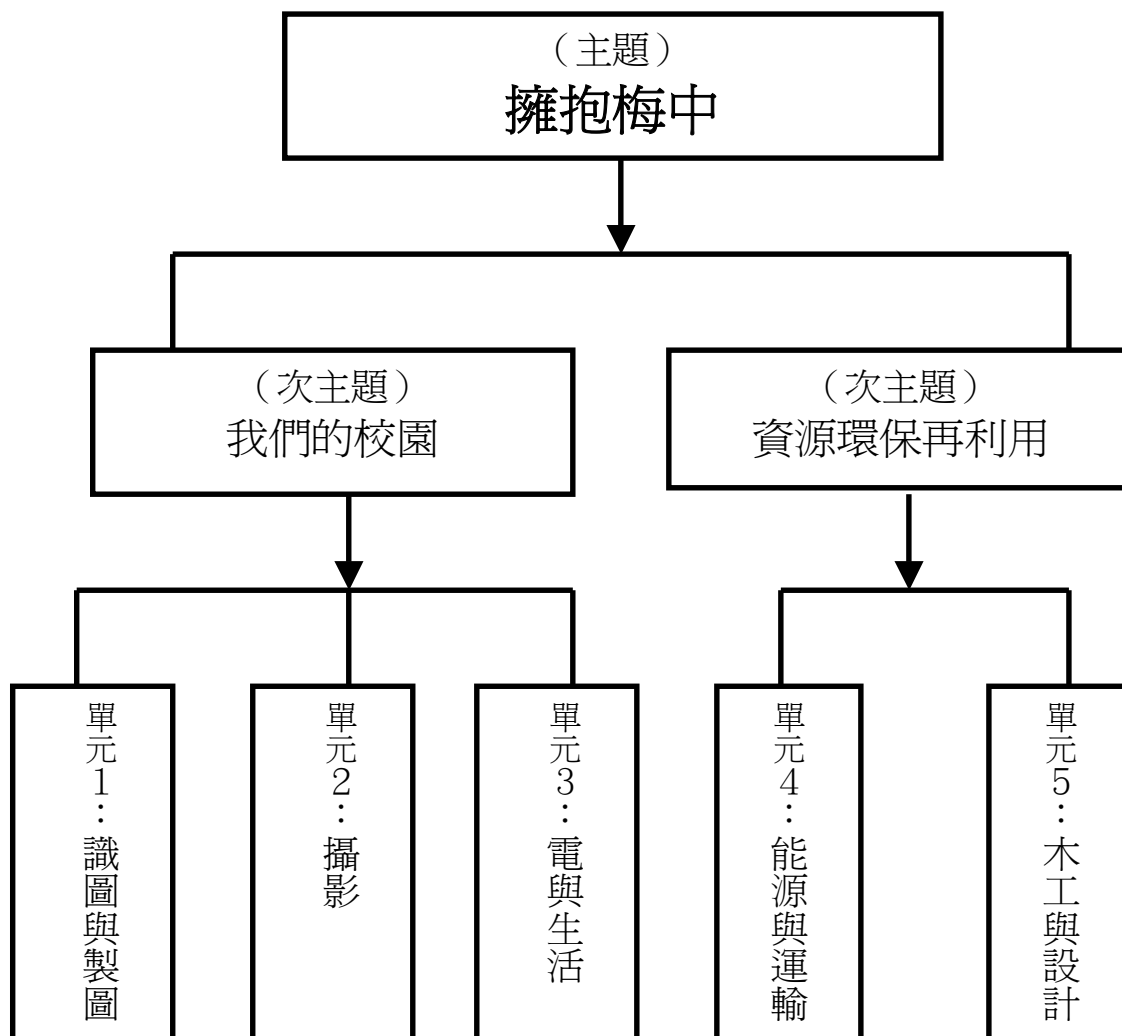 （主題）
擁抱梅中
（次主題）
我們的校園
（次主題）
資源環保再利用
單元1：識圖與製圖
單元2：攝影
單元3：電與生活
單元4：能源與運輸
單元5：木工與設計